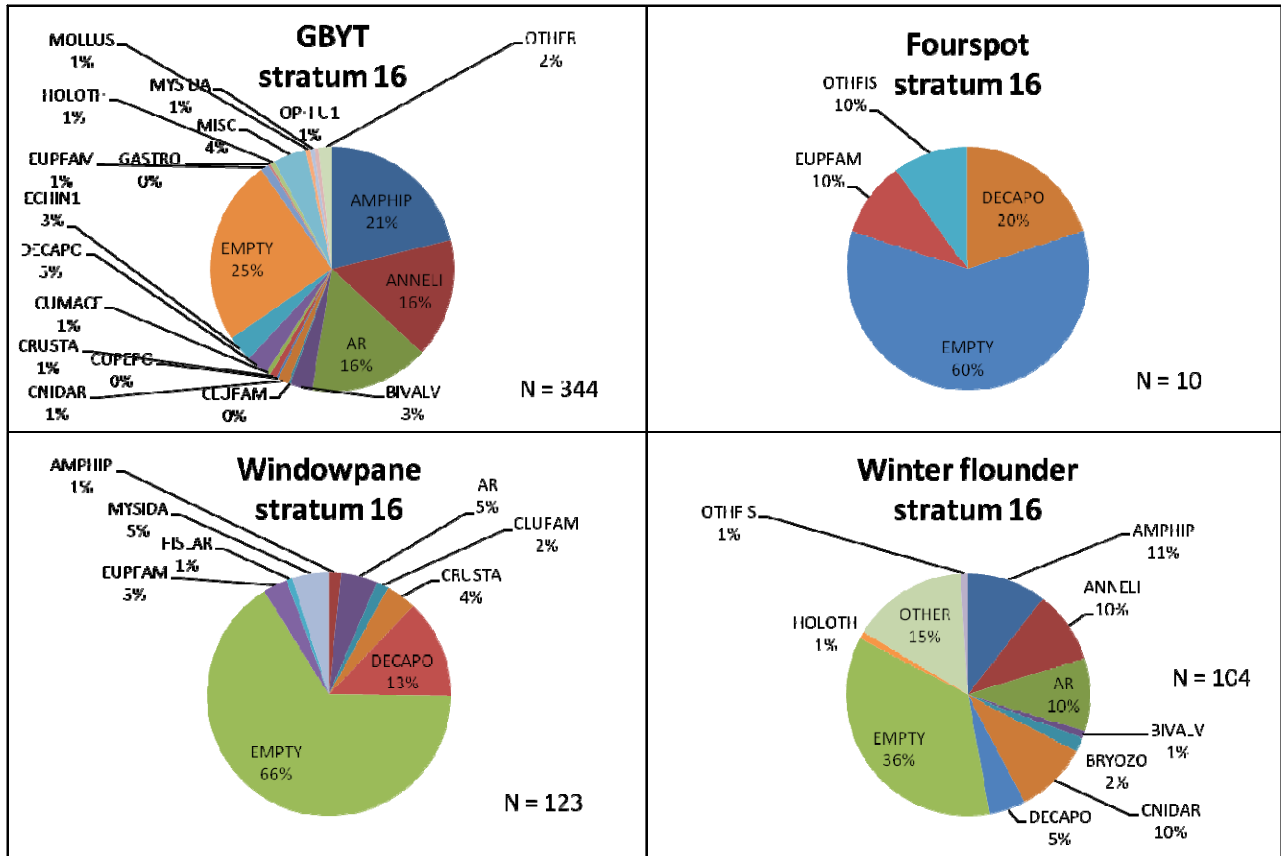 GBYT
stratum 16
MOLLUS
1%
OTHER
2%
MYSIDA
1%
HOLOTH
1%
OPHIU1
1%
MISC
4%
EUPFAM
1%
GASTRO
0%
ECHIN1
3%
DECAPO
3%
CUMACE
1%
CRUSTA
1%
COPEPO
0%
CNIDAR
1%
CLUFAM
0%
BIVALV
3%
AMPHIP
21%
ANNELI
16%
AR
16%
EMPTY
25%
N = 344
Fourspot
stratum 16
OTHFIS
10%
EUPFAM
10%
DECAPO
20%
EMPTY
60%
N = 10
Windowpane
stratum 16
AMPHIP
1%
MYSIDA
5%
FISLAR
1%
EUPFAM
3%
AR
5%
CLUFAM
2%
CRUSTA
4%
DECAPO
13%
EMPTY
66%
N = 123
Winter flounder
stratum 16
OTHFIS
1%
AMPHIP
11%
ANNELI
10%
HOLOTH
1%
OTHER
15%
AR
10%
N = 104
BIVALV
1%
BRYOZO
2%
EMPTY
36%
DECAPO
5%
CNIDAR
10%